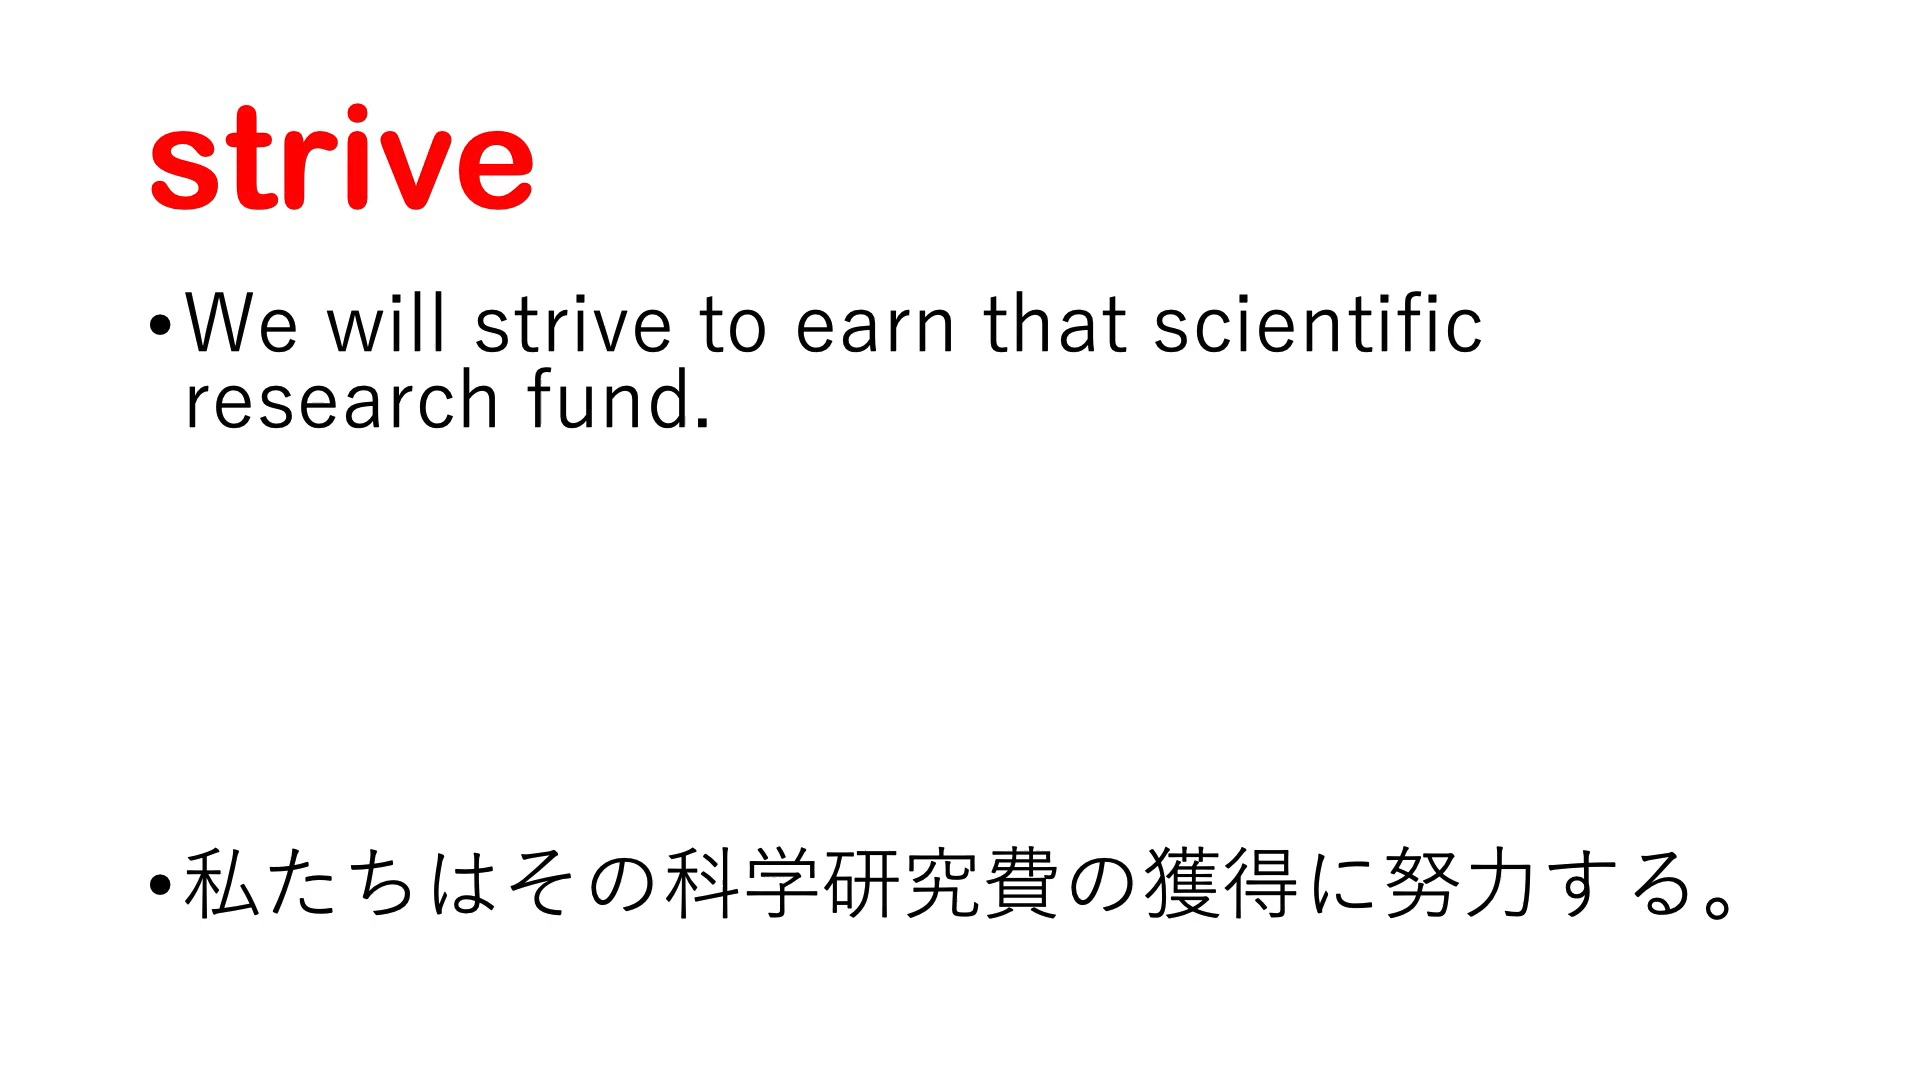 strive
•We will strive to earn that scientific
research fund.
•私たちはその科学研究費の獲得に努力する。